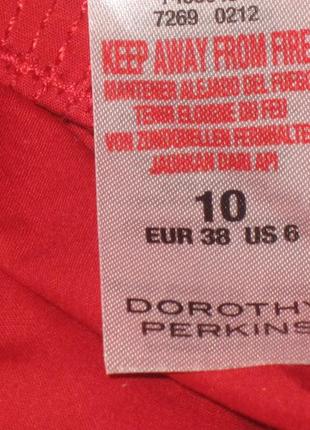 7269 0212
KEEP AWAY FROM FIRE
MANTENER ALEJADO DEL FUEGO
TENIR ELOIGNE DU FEU
VON ZUNDQUELLEN FERNHALTE
JAUHKAN DARI API
10
EUR 38 US 6
DOROTHY
PERKINS